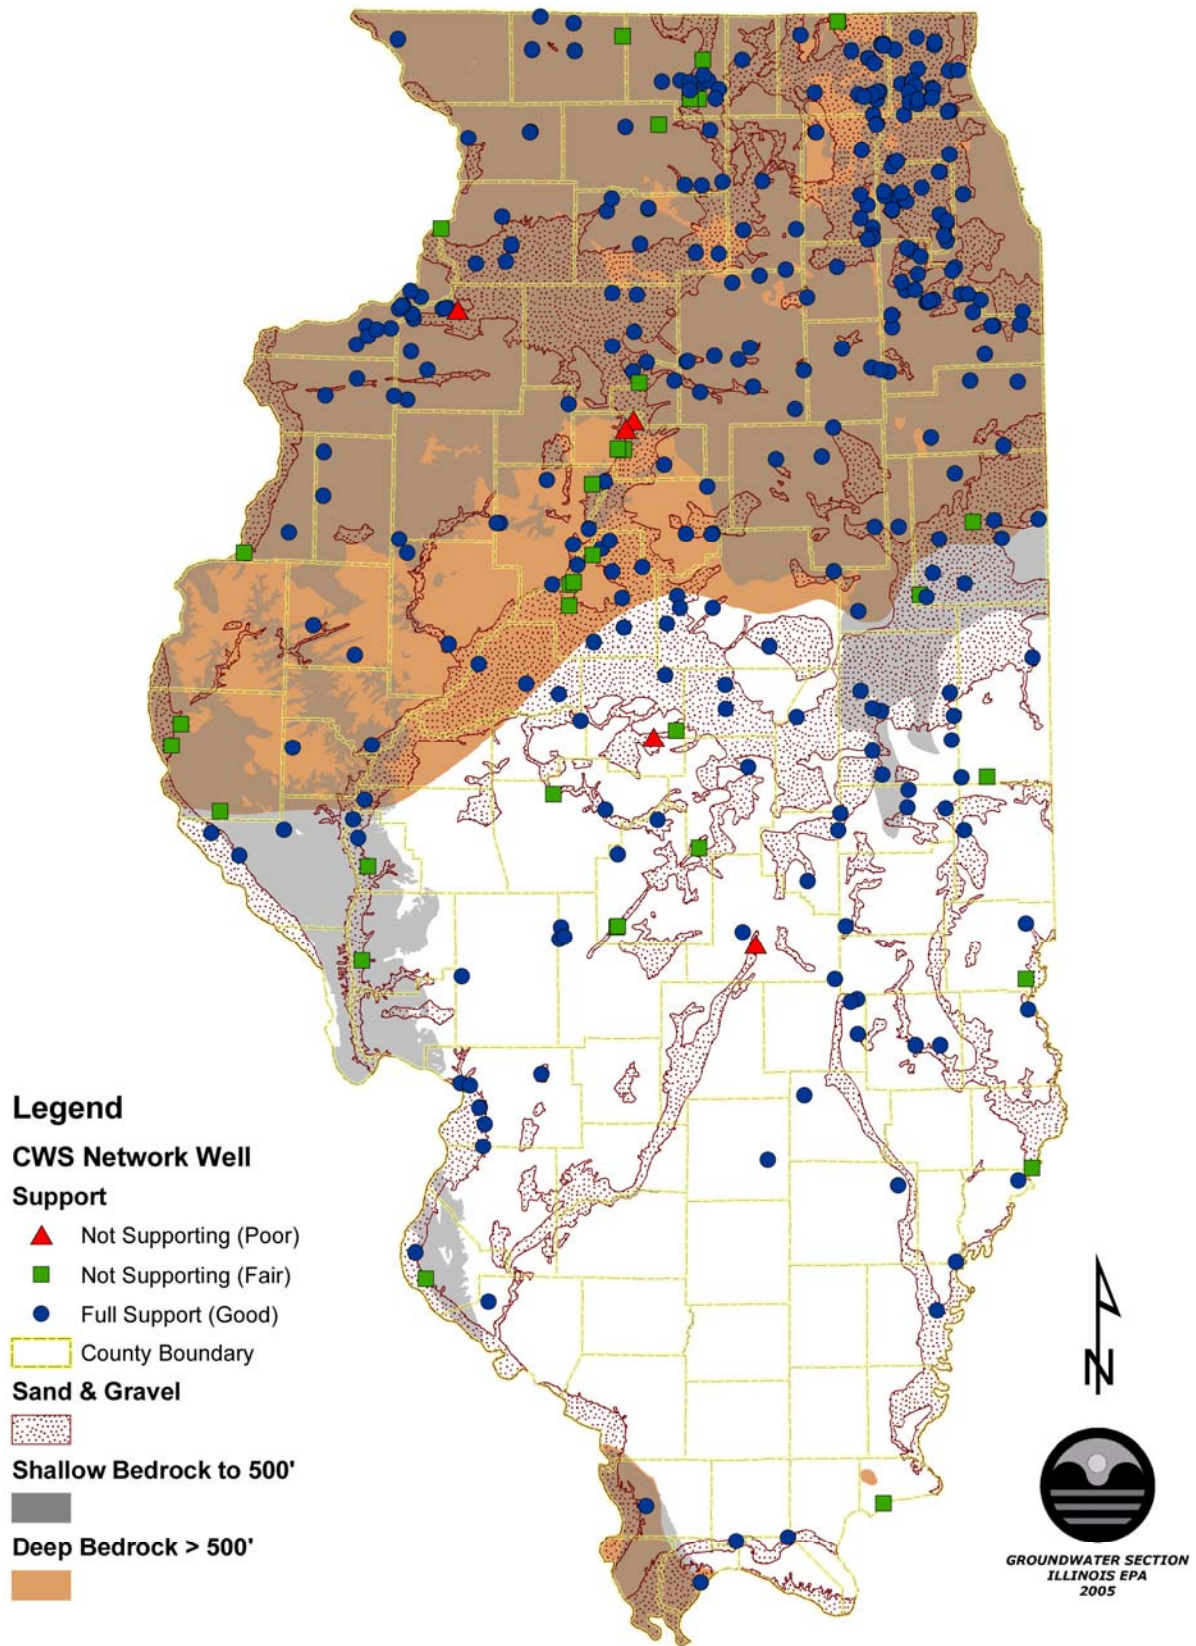 Legend
CWS Network Well
Support
Not Supporting (Poor)
Not Supporting (Fair)
Full Support (Good)
County Boundary
Sand & Gravel
Shallow Bedrock to 500'
Deep Bedrock > 500'
N
GROUNDWATER SECTION
ILLINOIS EPA
2005